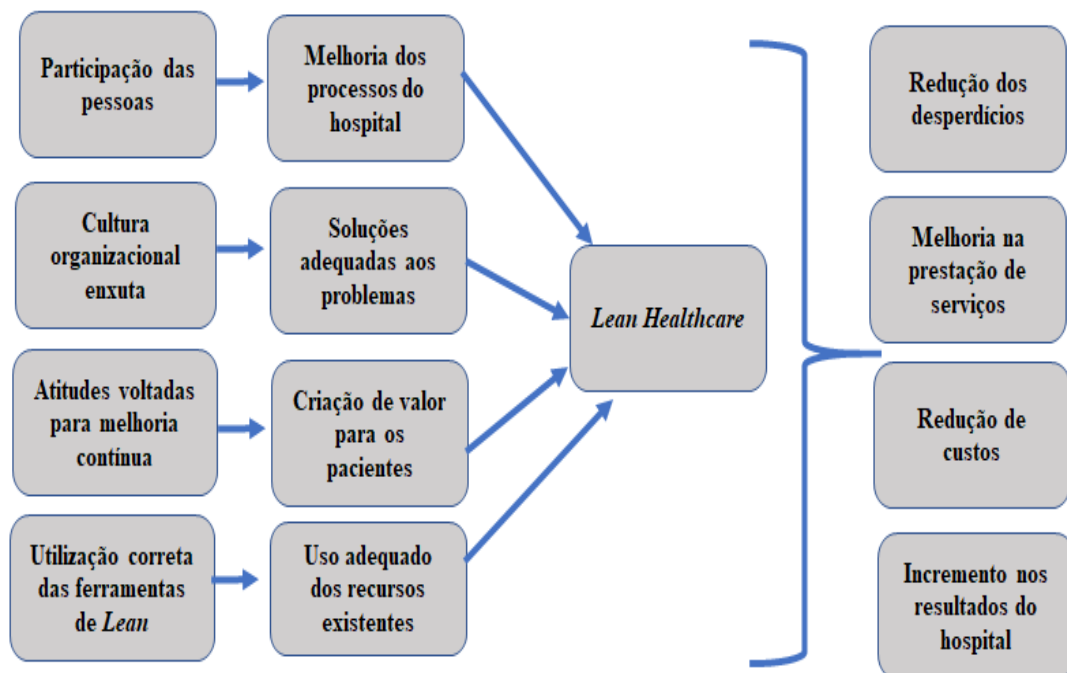 Participação das
pessoas
Melhoria dos
processos do
hospital
Cultura
organizacional
enxuta
Soluções
adequadas aos
problemas
Atitudes voltadas
para melhoria
contínua
Criação de valor
para os
pacientes
Utilização correta
das ferramentas
de Lean
Uso adequado
dos recursos
existentes
Lean Healthcare
Redução dos
desperdícios
Melhoria na
prestação de
serviços
Redução de
custos
Incremento nos
resultados do
hospital